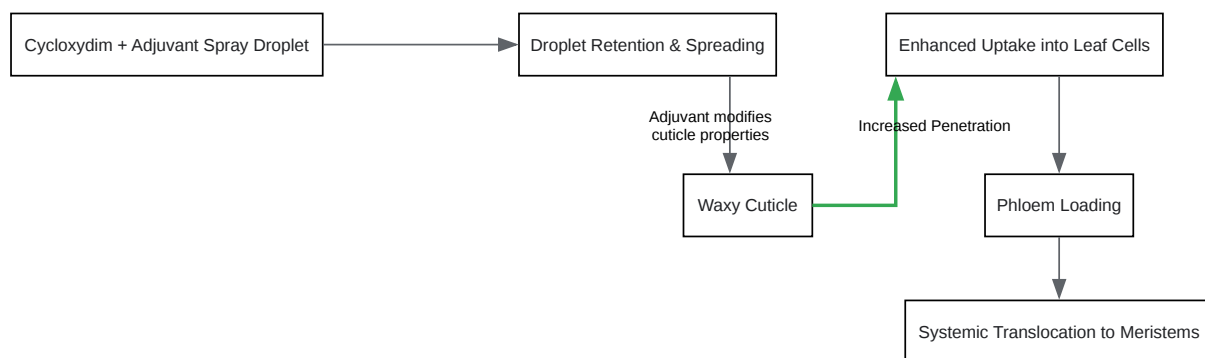 Cycloxydim + Adjuvant Spray Droplet
Droplet Retention & Spreading
Enhanced Uptake into Leaf Cells
Adjuvant modifies
cuticle properties
Increased Penetration
Waxy Cuticle
Phloem Loading
Systemic Translocation to Meristems